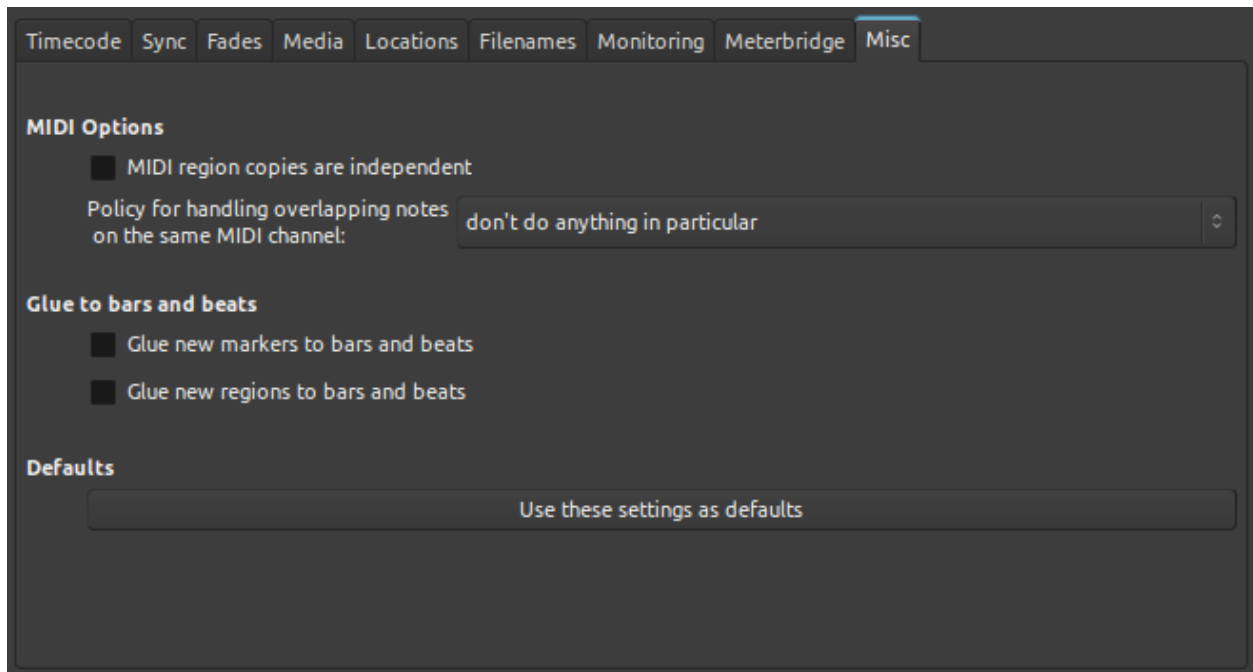 Timecode Sync Fades Media Locations Filenames Monitoring Meterbridge Misc
MIDI Options
MIDI region copies are independent
Policy for handling overlapping notes
on the same MIDI channel:
don't do anything in particular
Glue to bars and beats
Glue new markers to bars and beats
Glue new regions to bars and beats
Defaults
Use these settings as defaults